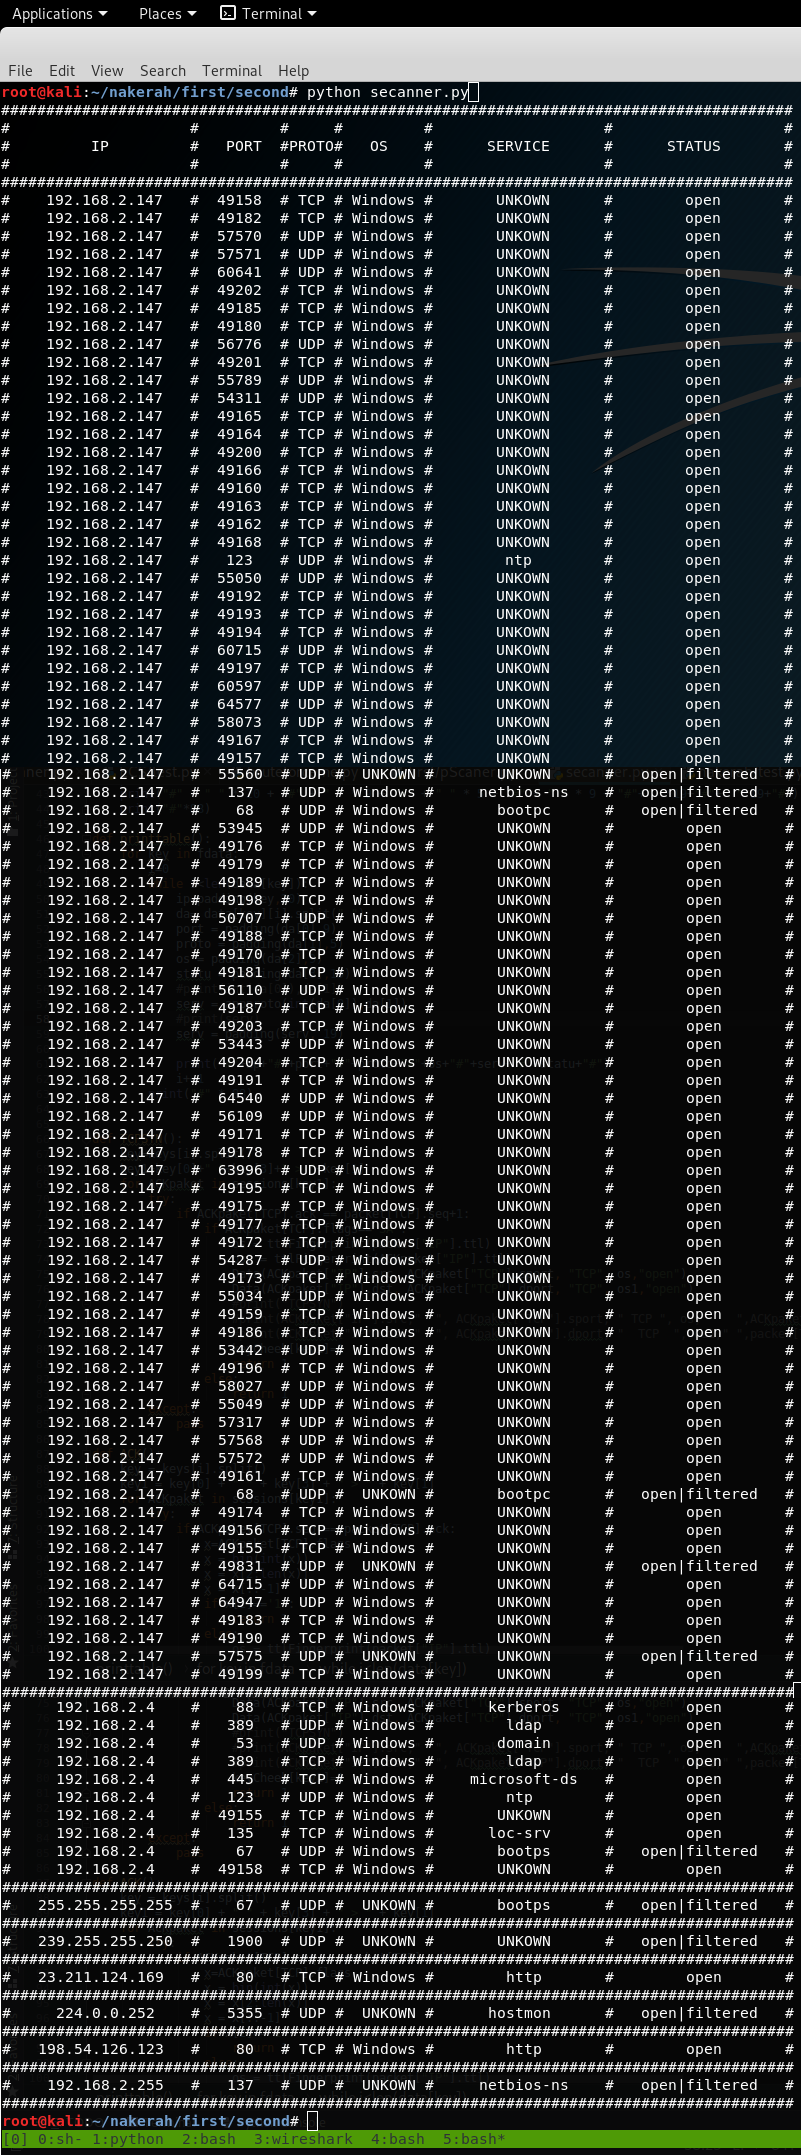 Applications Places Terminal
File Edit View Search Terminal Help
root@kali:~/nakerah/first/second# python secanner.py
########################################################################################
# # # # # # #
# IP # PORT #PROTO# OS # SERVICE # STATUS #
# # # # # # #
########################################################################################
# 192.168.2.147 # 49158 # TCP # Windows # UNKOWN # open #
# 192.168.2.147 # 49182 # TCP # Windows # UNKOWN # open #
# 192.168.2.147 # 57570 # UDP # Windows # UNKOWN # open #
# 192.168.2.147 # 57571 # UDP # Windows # UNKOWN # open #
# 192.168.2.147 # 60641 # UDP # Windows # UNKOWN # open #
# 192.168.2.147 # 49202 # TCP # Windows # UNKOWN # open #
# 192.168.2.147 # 49185 # TCP # Windows # UNKOWN # open #
# 192.168.2.147 # 49180 # TCP # Windows # UNKOWN # open #
# 192.168.2.147 # 56776 # UDP # Windows # UNKOWN # open #
# 192.168.2.147 # 49201 # TCP # Windows # UNKOWN # open #
# 192.168.2.147 # 55789 # UDP # Windows # UNKOWN # open #
# 192.168.2.147 # 54311 # UDP # Windows # UNKOWN # open #
# 192.168.2.147 # 49165 # TCP # Windows # UNKOWN # open #
# 192.168.2.147 # 49164 # TCP # Windows # UNKOWN # open #
# 192.168.2.147 # 49200 # TCP # Windows # UNKOWN # open #
# 192.168.2.147 # 49166 # TCP # Windows # UNKOWN # open #
# 192.168.2.147 # 49160 # TCP # Windows # UNKOWN # open #
# 192.168.2.147 # 49163 # TCP # Windows # UNKOWN # open #
# 192.168.2.147 # 49162 # TCP # Windows # UNKOWN # open #
# 192.168.2.147 # 49168 # TCP # Windows # UNKOWN # open #
# 192.168.2.147 # 123 # UDP # Windows # ntp # open #
# 192.168.2.147 # 55050 # UDP # Windows # UNKOWN # open #
# 192.168.2.147 # 49192 # TCP # Windows # UNKOWN # open #
# 192.168.2.147 # 49193 # TCP # Windows # UNKOWN # open #
# 192.168.2.147 # 49194 # TCP # Windows # UNKOWN # open #
# 192.168.2.147 # 60715 # UDP # Windows # UNKOWN # open #
# 192.168.2.147 # 49197 # TCP # Windows # UNKOWN # open #
# 192.168.2.147 # 60597 # UDP # Windows # UNKOWN # open #
# 192.168.2.147 # 64577 # UDP # Windows # UNKOWN # open #
# 192.168.2.147 # 58073 # UDP # Windows # UNKOWN # open #
# 192.168.2.147 # 49167 # TCP # Windows # UNKOWN # open #
# 192.168.2.147 # 49157 # TCP # Windows # UNKOWN # open #
# 192.168.2.147 # 55560 # UDP # UNKOWN # UNKOWN # open|filtered #
# 192.168.2.147 # 137 # UDP # Windows # netbios-ns # open|filtered #
# 192.168.2.147 # 68 # UDP # Windows # bootpc # open|filtered #
# 192.168.2.147 # 53945 # UDP # Windows # UNKOWN # open #
# 192.168.2.147 # 49176 # TCP # Windows # UNKOWN # open #
# 192.168.2.147 # 49179 # TCP # Windows # UNKOWN # open #
# 192.168.2.147 # 49189 # TCP # Windows # UNKOWN # open #
# 192.168.2.147 # 49198 # TCP # Windows # UNKOWN # open #
# 192.168.2.147 # 50707 # UDP # Windows # UNKOWN # open #
# 192.168.2.147 # 49188 # TCP # Windows # UNKOWN # open #
# 192.168.2.147 # 49170 # TCP # Windows # UNKOWN # open #
# 192.168.2.147 # 49181 # TCP # Windows # UNKOWN # open #
# 192.168.2.147 # 56110 # UDP # Windows # UNKOWN # open #
# 192.168.2.147 # 49187 # TCP # Windows # UNKOWN # open #
# 192.168.2.147 # 49203 # TCP # Windows # UNKOWN # open #
# 192.168.2.147 # 53443 # UDP # Windows # UNKOWN # open #
# 192.168.2.147 # 49204 # TCP # Windows # UNKOWN # open #
# 192.168.2.147 # 49191 # TCP # Windows # UNKOWN # open #
# 192.168.2.147 # 64540 # UDP # Windows # UNKOWN # open #
# 192.168.2.147 # 56109 # UDP # Windows # UNKOWN # open #
# 192.168.2.147 # 49171 # TCP # Windows # UNKOWN # open #
# 192.168.2.147 # 49178 # TCP # Windows # UNKOWN # open #
# 192.168.2.147 # 63996 # UDP # Windows # UNKOWN # open #
# 192.168.2.147 # 49195 # TCP # Windows # UNKOWN # open #
# 192.168.2.147 # 49175 # TCP # Windows # UNKOWN # open #
# 192.168.2.147 # 49177 # TCP # Windows # UNKOWN # open #
# 192.168.2.147 # 49172 # TCP # Windows # UNKOWN # open #
# 192.168.2.147 # 54287 # UDP # Windows # UNKOWN # open #
# 192.168.2.147 # 49173 # TCP # Windows # UNKOWN # open #
# 192.168.2.147 # 55034 # UDP # Windows # UNKOWN # open #
# 192.168.2.147 # 49159 # TCP # Windows # UNKOWN # open #
# 192.168.2.147 # 49186 # TCP # Windows # UNKOWN # open #
# 192.168.2.147 # 53442 # UDP # Windows # UNKOWN # open #
# 192.168.2.147 # 49196 # TCP # Windows # UNKOWN # open #
# 192.168.2.147 # 58027 # UDP # Windows # UNKOWN # open #
# 192.168.2.147 # 55049 # UDP # Windows # UNKOWN # open #
# 192.168.2.147 # 57317 # UDP # Windows # UNKOWN # open #
# 192.168.2.147 # 57568 # UDP # Windows # UNKOWN # open #
# 192.168.2.147 # 57572 # UDP # Windows # UNKOWN # open #
# 192.168.2.147 # 49161 # TCP # Windows # UNKOWN # open #
# 192.168.2.147 # 68 # UDP # UNKOWN # bootpc # open|filtered #
# 192.168.2.147 # 49174 # TCP # Windows # UNKOWN # open #
# 192.168.2.147 # 49156 # TCP # Windows # UNKOWN # open #
# 192.168.2.147 # 49155 # TCP # Windows # UNKOWN # open #
# 192.168.2.147 # 49831 # UDP # UNKOWN # UNKOWN # open|filtered #
# 192.168.2.147 # 64715 # UDP # Windows # UNKOWN # open #
# 192.168.2.147 # 64947 # UDP # Windows # UNKOWN # open #
# 192.168.2.147 # 49183 # TCP # Windows # UNKOWN # open #
# 192.168.2.147 # 49190 # TCP # Windows # UNKOWN # open #
# 192.168.2.147 # 57575 # UDP # UNKOWN # UNKOWN # open|filtered #
# 192.168.2.147 # 49199 # TCP # Windows # UNKOWN # open #
########################################################################################
# 192.168.2.4 # 88 # TCP # Windows # kerberos # open #
# 192.168.2.4 # 389 # UDP # Windows # ldap # open #
# 192.168.2.4 # 53 # UDP # Windows # domain # open #
# 192.168.2.4 # 389 # TCP # Windows # ldap # open #
# 192.168.2.4 # 445 # TCP # Windows # microsoft-ds # open #
# 192.168.2.4 # 123 # UDP # Windows # ntp # open #
# 192.168.2.4 # 49155 # TCP # Windows # UNKOWN # open #
# 192.168.2.4 # 135 # TCP # Windows # loc-srv # open #
# 192.168.2.4 # 67 # UDP # Windows # bootps # open|filtered #
# 192.168.2.4 # 49158 # TCP # Windows # UNKOWN # open #
########################################################################################
# 255.255.255.255 # 67 # UDP # UNKOWN # bootps # open|filtered #
########################################################################################
# 239.255.255.250 # 1900 # UDP # UNKOWN # UNKOWN # open|filtered #
########################################################################################
# 23.211.124.169 # 80 # TCP # Windows # http # open #
########################################################################################
# 224.0.0.252 # 5355 # UDP # UNKOWN # hostmon # open|filtered #
########################################################################################
# 198.54.126.123 # 80 # TCP # Windows # http # open #
########################################################################################
# 192.168.2.255 # 137 # UDP # UNKOWN # netbios-ns # open|filtered #
########################################################################################
root@kali:~/nakerah/first/second#
[0] 0:sh- 1:python 2:bash 3:wireshark 4:bash 5:bash*